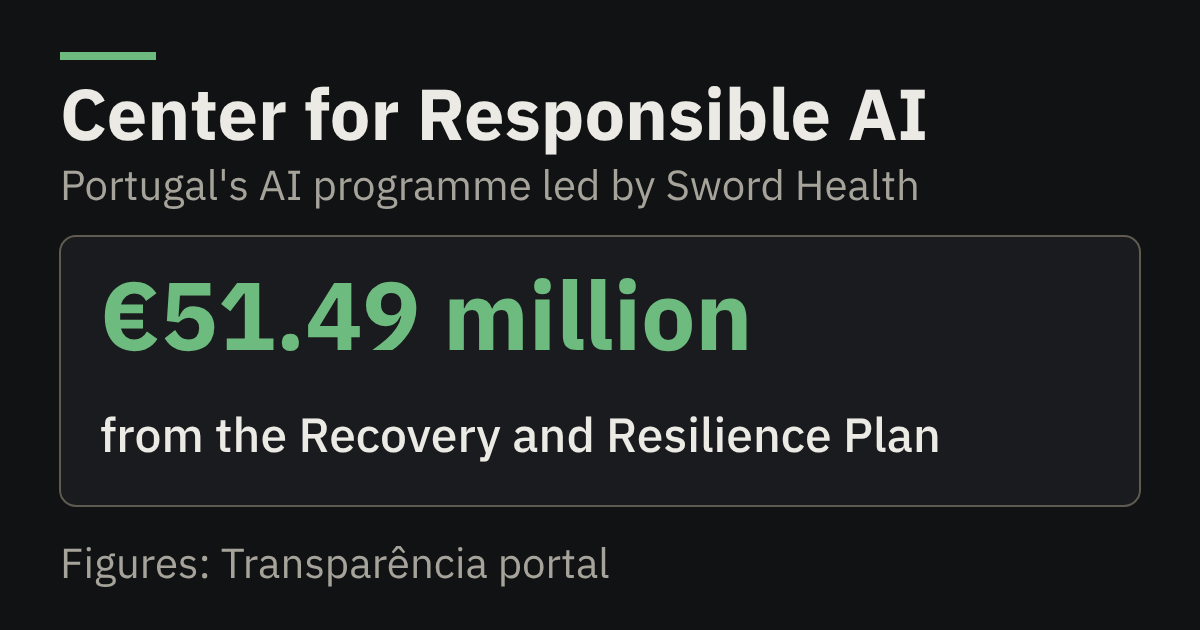 Center for Responsible AI
Portugal's AI programme led by Sword Health
€51.49 million
from the Recovery and Resilience Plan
Figures: Transparência portal